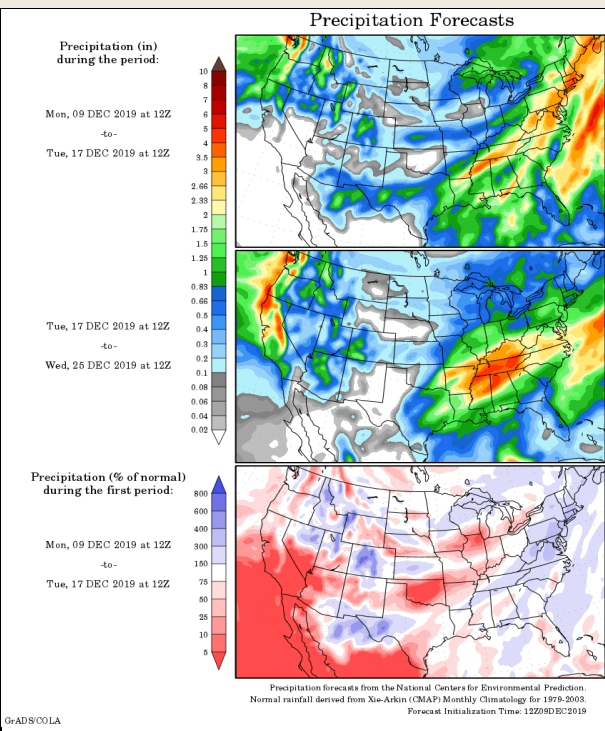 Precipitation Forecasts
Precipitation (in)
during the period:
Mon, 09 DEC 2019 at 12Z
-to-
Tue, 17 DEC 2019 at 12Z
10
8
7
6
5
4
3.5
3
2.66
2.33
2
1.75
1.5
1.25
1
0.83
0.66
0.5
0.4
0.3
0.2
0.1
0.08
0.06
0.04
0.02
Tue, 17 DEC 2019 at 12Z
-to-
Wed, 25 DEC 2019 at 12Z
Precipitation (% of normal)
during the first period:
Mon, 09 DEC 2019 at 12Z
-to-
Tue, 17 DEC 2019 at 12Z
800
600
400
300
150
75
50
25
10
5
Precipitation forecasts from the National Centers for Environmental Prediction.
Normal rainfall derived from Xie-Arkin (CMAP) Monthly Climatology for 1979-2003.
Forecast Initialization Time: 12Z09DEC2019
GrADS/COLA